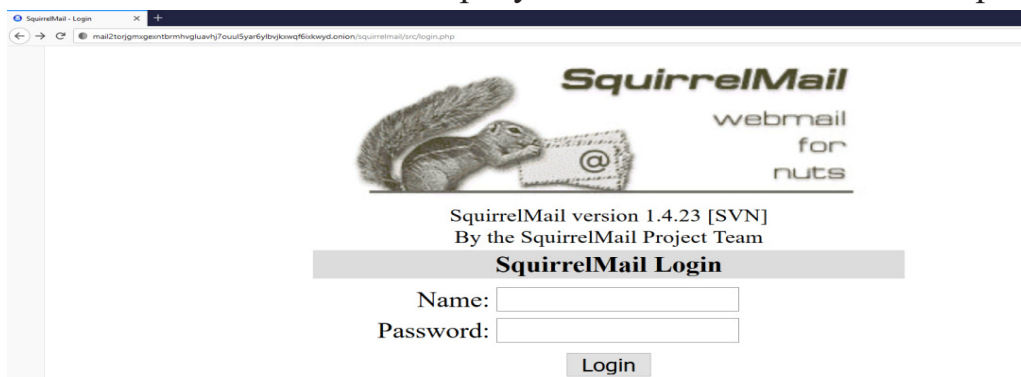 SquirrelMail - Login
mail2torjgmxgexntbrmhvgluavhj7ouul5yar6ylbvjkxwqf6ixkwyd.onion/squirrelmail/src/login.php
SquirrelMail
webmail
for
nuts
@
SquirrelMail version 1.4.23 [SVN]
By the SquirrelMail Project Team
SquirrelMail Login
Name:
Password:
Login